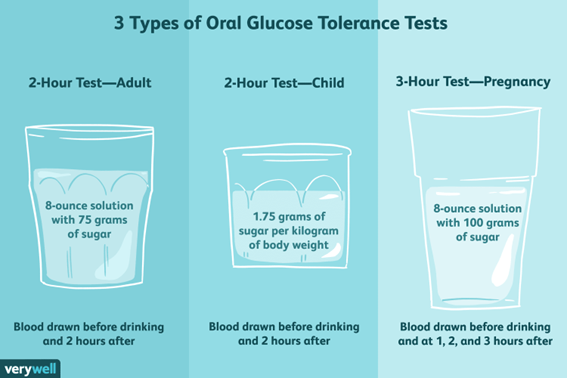 3 Types of Oral Glucose Tolerance Tests
2-Hour Test—Adult
8-ounce solution
with 75 grams
of sugar
Blood drawn before drinking
and 2 hours after
2-Hour Test—Child
1.75 grams of
sugar per kilogram
of body weight
Blood drawn before drinking
and 2 hours after
3-Hour Test—Pregnancy
8-ounce solution
with 100 grams
of sugar
Blood drawn before drinking
and at 1, 2, and 3 hours after
verywell